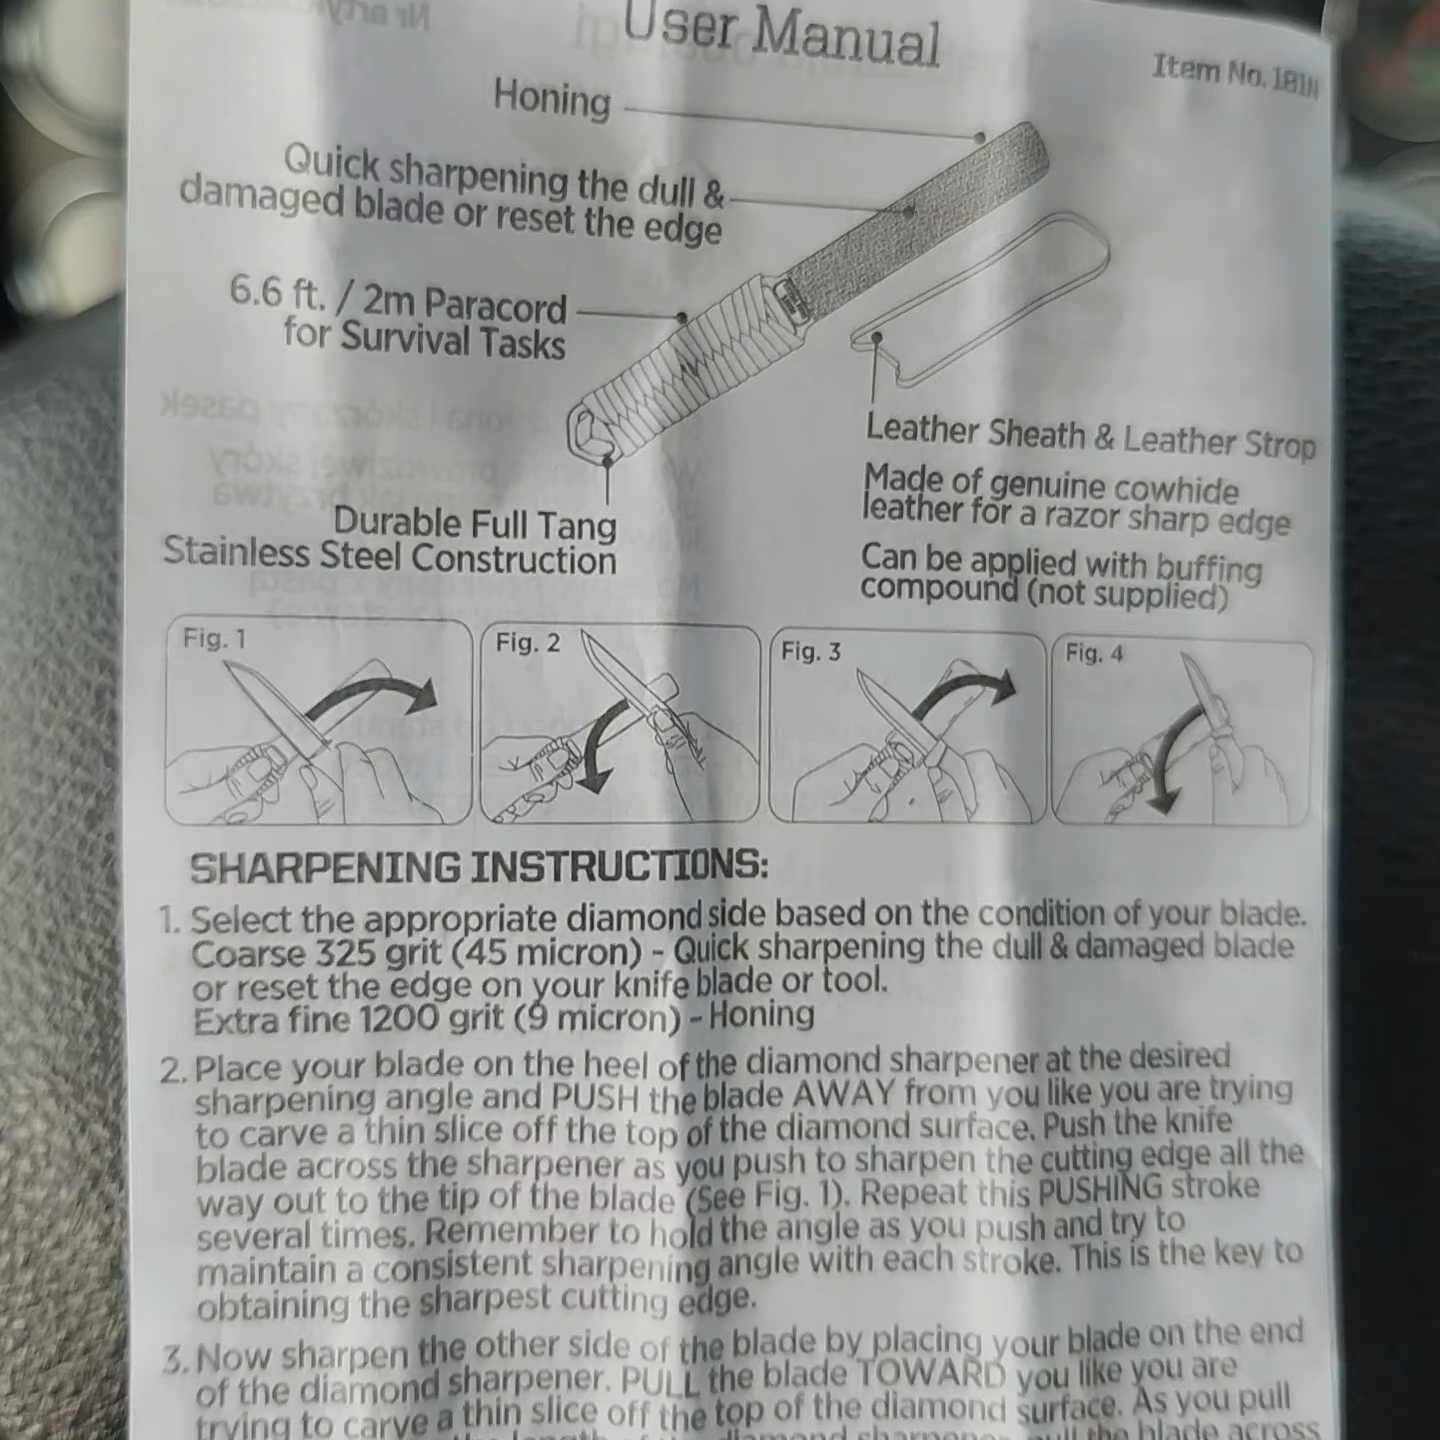 User Manual
Item No. 181N
Honing
Quick sharpening the dull &
damaged blade or reset the edge
6.6 ft. / 2m Paracord
for Survival Tasks
Leather Sheath & Leather Strop
Made of genuine cowhide
leather for a razor sharp edge
Can be applied with buffing
compound (not supplied)
Durable Full Tang
Stainless Steel Construction
Fig. 1
Fig. 2
Fig. 3
Fig. 4
SHARPENING INSTRUCTIONS:
1. Select the appropriate diamond side based on the condition of your blade.
Coarse 325 grit (45 micron) - Quick sharpening the dull & damaged blade
or reset the edge on your knife blade or tool.
Extra fine 1200 grit (9 micron) - Honing
2. Place your blade on the heel of the diamond sharpener at the desired
sharpening angle and PUSH the blade AWAY from you like you are trying
to carve a thin slice off the top of the diamond surface. Push the knife
blade across the sharpener as you push to sharpen the cutting edge all the
way out to the tip of the blade (See Fig. 1). Repeat this PUSHING stroke
several times. Remember to hold the angle as you push and try to
maintain a consistent sharpening angle with each stroke. This is the key to
obtaining the sharpest cutting edge.
3. Now sharpen the other side of the blade by placing your blade on the end
of the diamond sharpener. PULL the blade TOWARD you like you are
trying to carve a thin slice off the top of the diamond surface. As you pull
the blade across